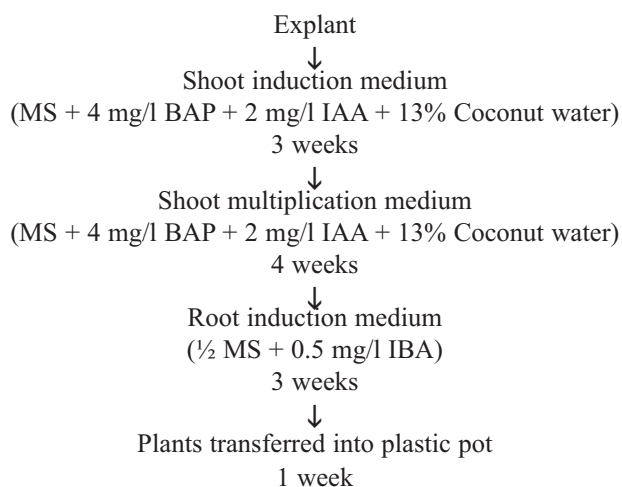 Explant
↓
Shoot induction medium
(MS + 4 mg/l BAP + 2 mg/l IAA + 13% Coconut water)
3 weeks
↓
Shoot multiplication medium
(MS + 4 mg/l BAP + 2 mg/l IAA + 13% Coconut water)
4 weeks
↓
Root induction medium
(½ MS + 0.5 mg/l IBA)
3 weeks
↓
Plants transferred into plastic pot
1 week